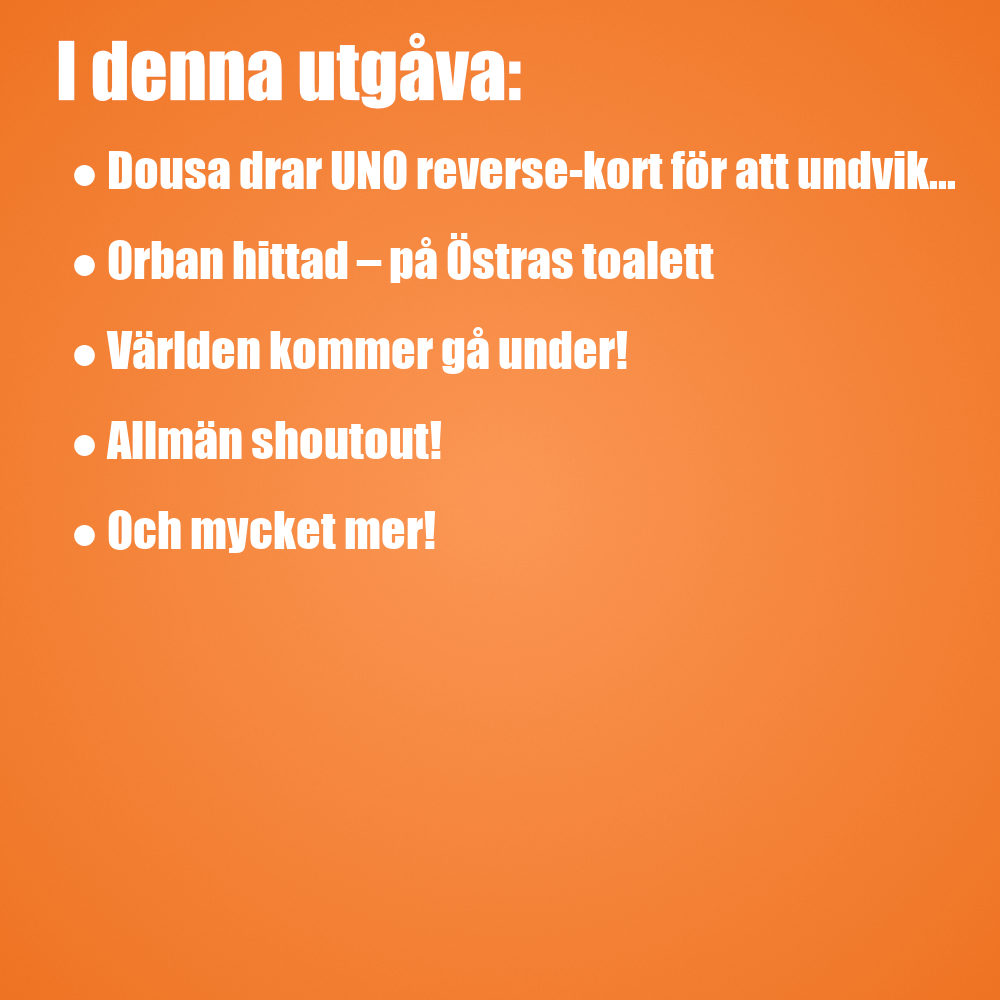 I denna utgåva:
• Dousa drar UNO reverse-kort för att undvik...
• Orban hittad – på Östras toalett
• Världen kommer gå under!
• Allmän shoutout!
• Och mycket mer!